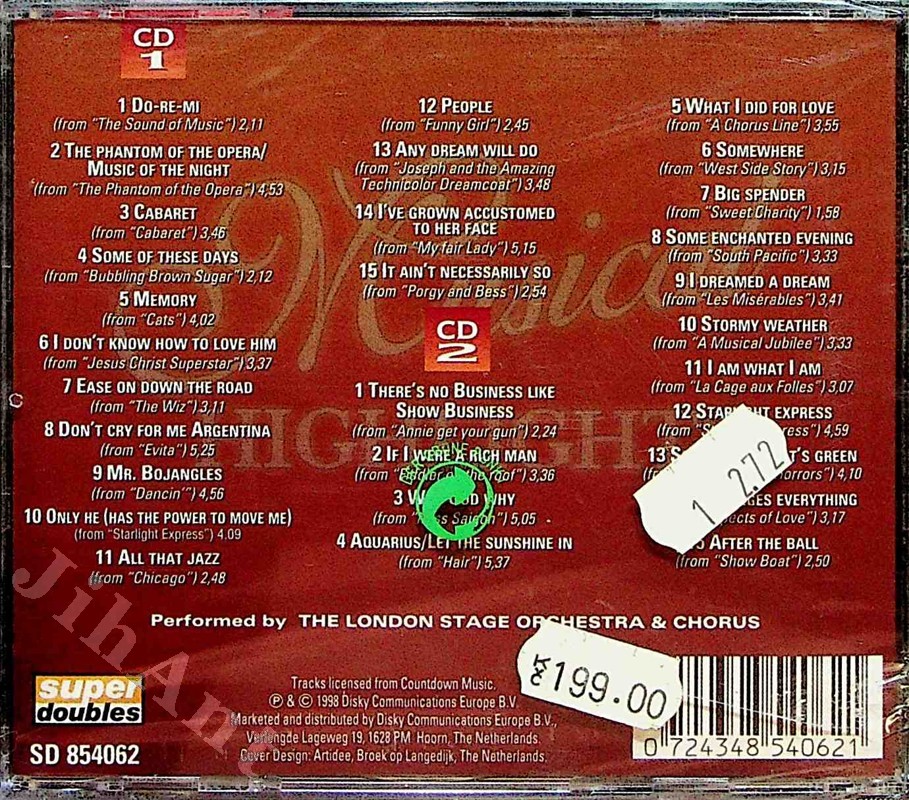 CD
1
1 DO-RE-MI
(from "The Sound of Music") 2,11
2 THE PHANTOM OF THE OPERA/
MUSIC OF THE NIGHT
(from "The Phantom of the Opera") 4,53
3 CABARET
(from "Cabaret") 3,46
4 SOME OF THESE DAYS
(from "Bubbling Brown Sugar") 2,12
5 MEMORY
(from "Cats") 4,02
6 I DON'T KNOW HOW TO LOVE HIM
(from "Jesus Christ Superstar") 3,37
7 EASE ON DOWN THE ROAD
(from "The Wiz") 3,11
8 DON'T CRY FOR ME ARGENTINA
(from "Evita") 5,25
9 MR. BOJANGLES
(from "Dancin'") 4,56
10 ONLY HE (HAS THE POWER TO MOVE ME)
(from "Starlight Express") 4.09
11 ALL THAT JAZZ
(from "Chicago") 2,48
12 PEOPLE
(from "Funny Girl") 2,45
13 ANY DREAM WILL DO
(from "Joseph and the Amazing
Technicolor Dreamcoat") 3,48
14 I'VE GROWN ACCUSTOMED
TO HER FACE
(from "My fair Lady") 5,15
15 IT AIN'T NECESSARILY SO
(from "Porgy and Bess") 2,54
CD
2
1 THERE'S NO BUSINESS LIKE
SHOW BUSINESS
(from "Annie get your gun") 2,24
2 IF I WERE A RICH MAN
(from of the roof") 3,36
3 WHY
(from Saigon") 5,05
4 AQUARIUS/LET THE SUNSHINE IN
(from "Hair") 5,37
5 WHAT I DID FOR LOVE
(from "A Chorus Line") 3,55
6 SOMEWHERE
(from "West Side Story") 3,15
7 BIG SPENDER
(from "Sweet Charity") 1,58
8 SOME ENCHANTED EVENING
(from "South Pacific") 3,33
9 I DREAMED A DREAM
(from "Les Misérables") 3,41
10 STORMY WEATHER
(from "A Musical Jubilee") 3,33
11 I AM WHAT I AM
(from "La Cage aux Folles") 3,07
12 STARLIGHT EXPRESS
4,59
13 GREEN
4,10
EVERYTHING
of Love") 3,17
AFTER THE BALL
(from "Show Boat") 2,50
Musical
HIGHLIGHTS
1 2.72
Performed by THE LONDON STAGE ORCHESTRA & CHORUS
Kč199.00
super
doubles
SD 854062
Tracks licensed from Countdown Music.
℗ & © 1998 Disky Communications Europe B.V.
Marketed and distributed by Disky Communications Europe B.V.,
Verlengde Lageweg 19, 1628 PM Hoorn, The Netherlands.
Cover Design: Artidee, Broek op Langedijk, The Netherlands.
0 724348 540621